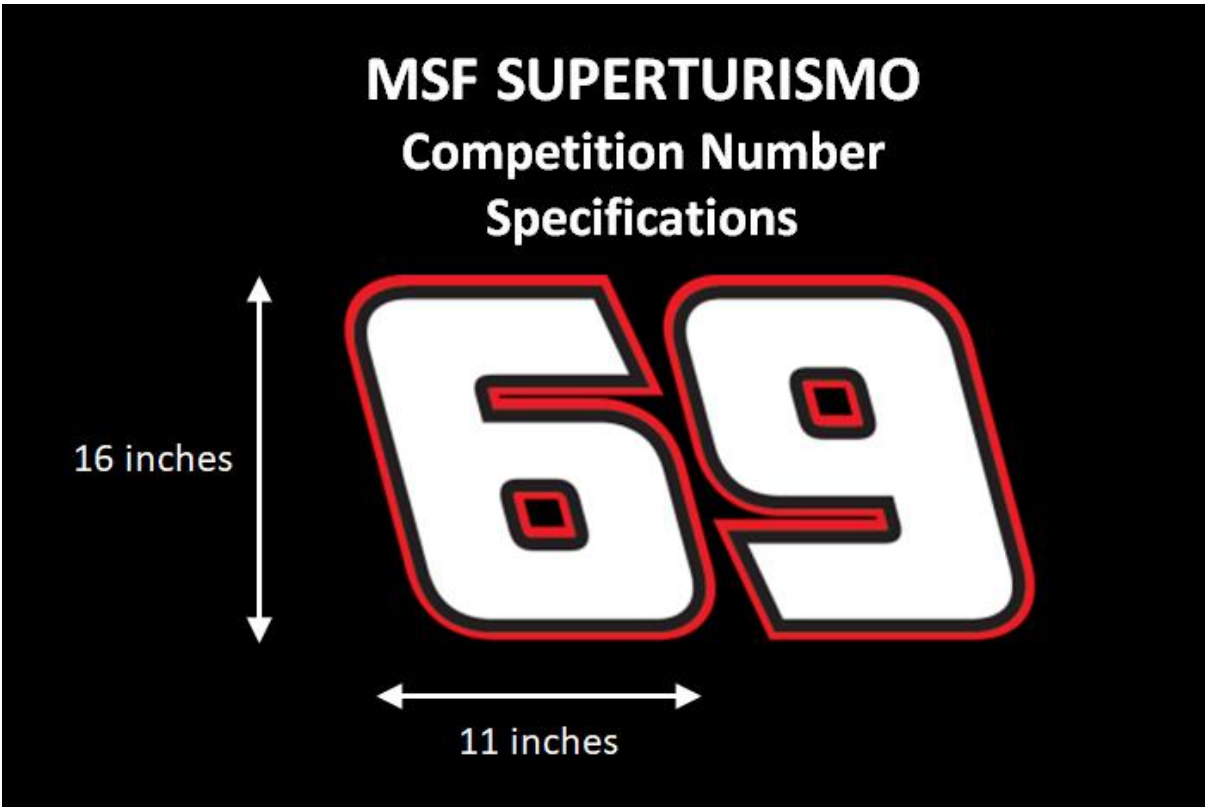 MSF SUPERTURISMO
Competition Number
Specifications
69
16 inches
11 inches